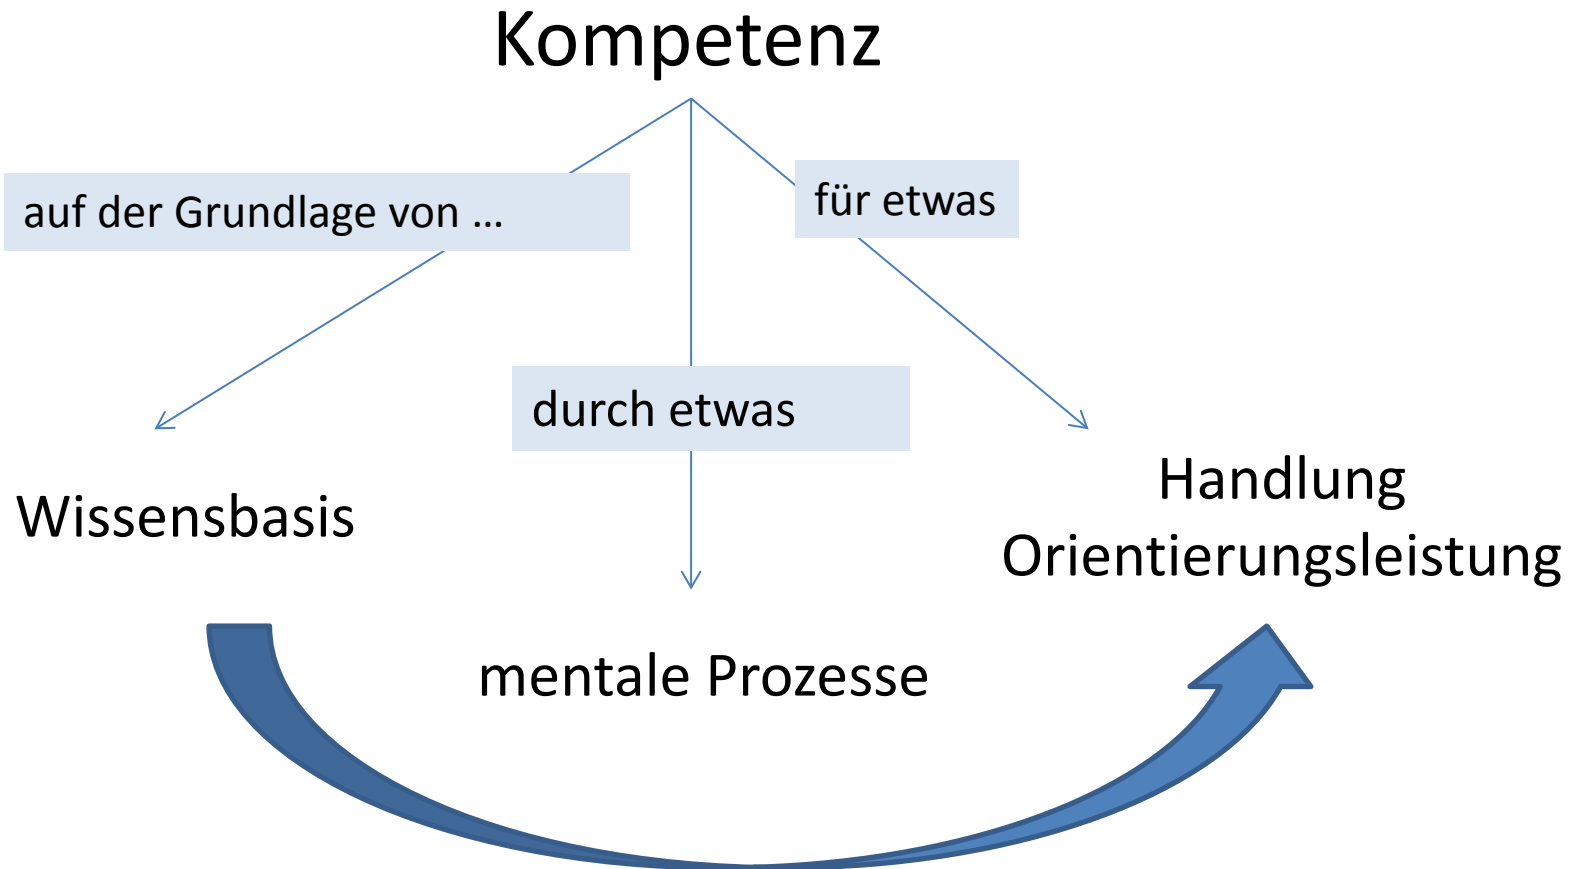 Kompetenz
auf der Grundlage von ...
für etwas
durch etwas
Wissensbasis
Handlung
Orientierungsleistung
mentale Prozesse